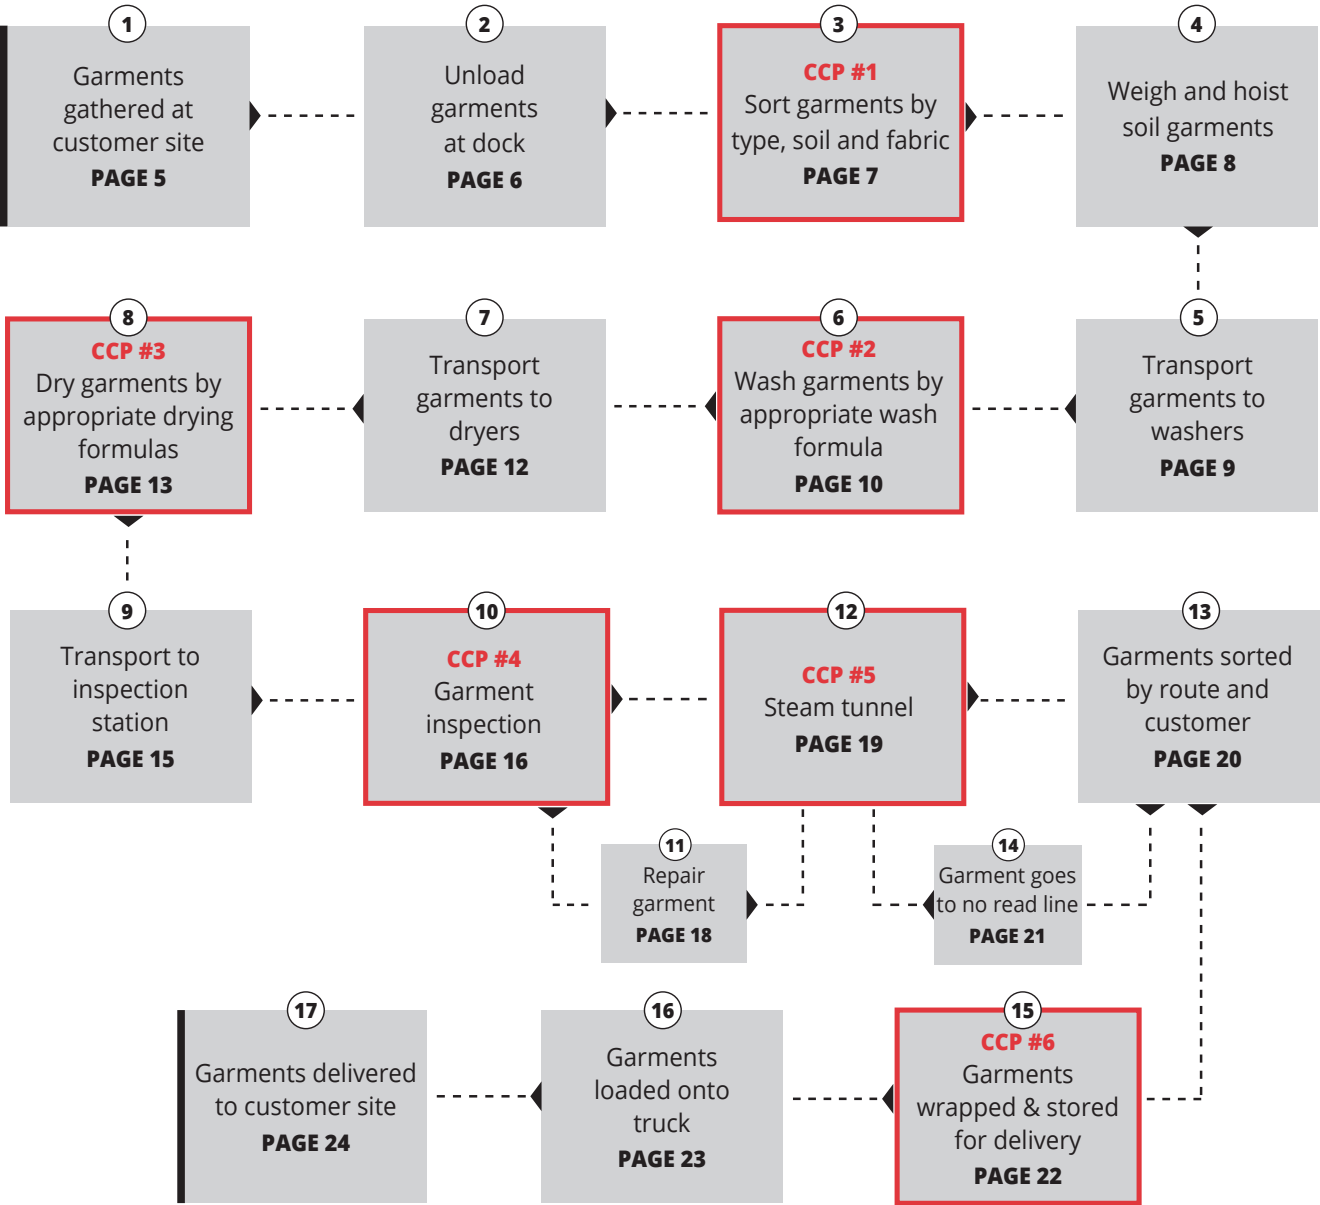 1
Garments
gathered at
customer site
PAGE 5
2
Unload
garments
at dock
PAGE 6
3
CCP #1
Sort garments by
type, soil and fabric
PAGE 7
4
Weigh and hoist
soil garments
PAGE 8
5
Transport
garments to
washers
PAGE 9
6
CCP #2
Wash garments by
appropriate wash
formula
PAGE 10
7
Transport
garments to
dryers
PAGE 12
8
CCP #3
Dry garments by
appropriate drying
formulas
PAGE 13
9
Transport to
inspection
station
PAGE 15
10
CCP #4
Garment
inspection
PAGE 16
11
Repair
garment
PAGE 18
12
CCP #5
Steam tunnel
PAGE 19
13
Garments sorted
by route and
customer
PAGE 20
14
Garment goes
to no read line
PAGE 21
15
CCP #6
Garments
wrapped & stored
for delivery
PAGE 22
16
Garments
loaded onto
truck
PAGE 23
17
Garments delivered
to customer site
PAGE 24